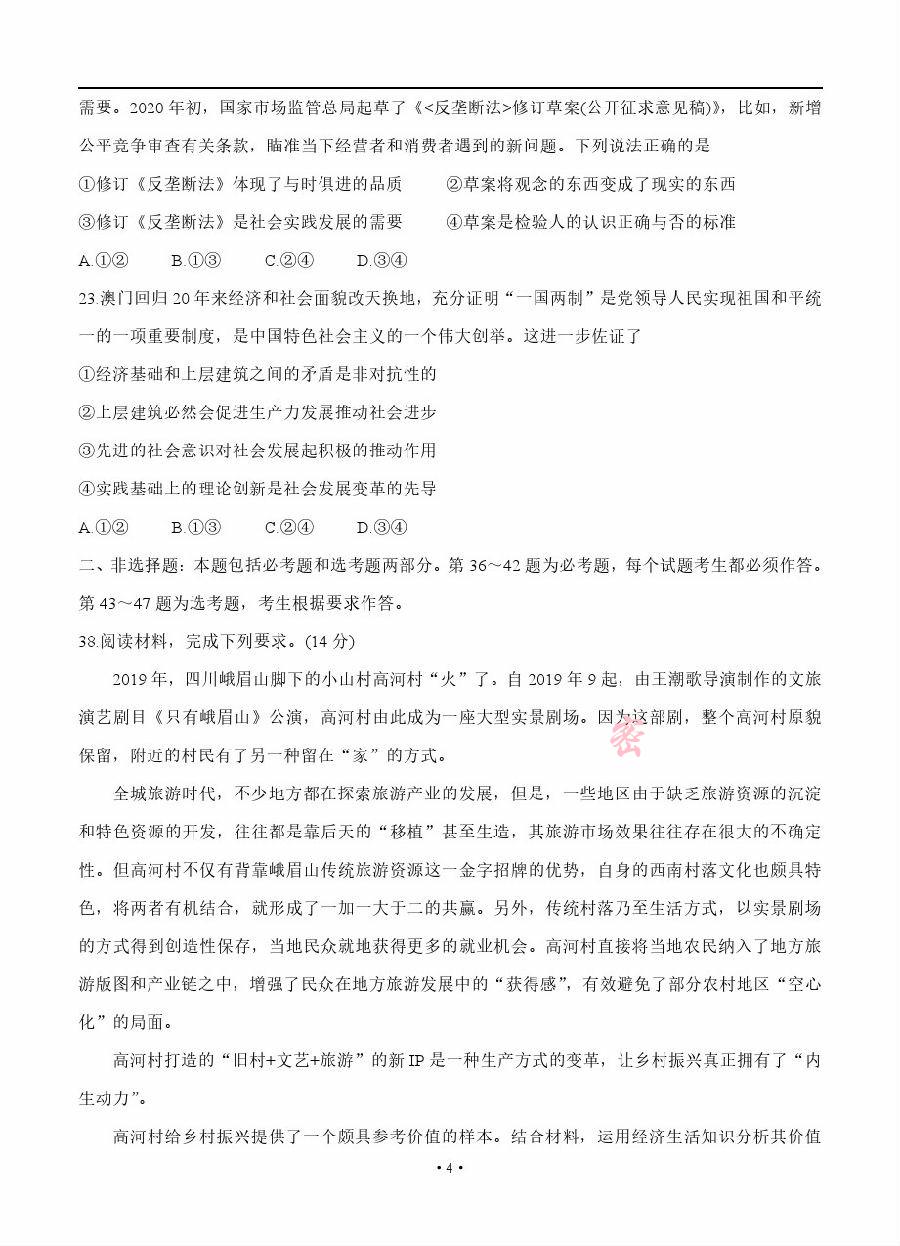 需要。2020 年初，国家市场监管总局起草了《<反垄断法>修订草案(公开征求意见稿)》，比如，新增
公平竞争审查有关条款，瞄准当下经营者和消费者遇到的新问题。下列说法正确的是
①修订《反垄断法》体现了与时俱进的品质 ②草案将观念的东西变成了现实的东西
③修订《反垄断法》是社会实践发展的需要 ④草案是检验人的认识正确与否的标准
A.①② B.①③ C.②④ D.③④
23.澳门回归 20 年来经济和社会面貌改天换地，充分证明“一国两制”是党领导人民实现祖国和平统
一的一项重要制度，是中国特色社会主义的一个伟大创举。这进一步佐证了
①经济基础和上层建筑之间的矛盾是非对抗性的
②上层建筑必然会促进生产力发展推动社会进步
③先进的社会意识对社会发展起积极的推动作用
④实践基础上的理论创新是社会发展变革的先导
A.①② B.①③ C.②④ D.③④
二、非选择题：本题包括必考题和选考题两部分。第 36～42 题为必考题，每个试题考生都必须作答。
第 43～47 题为选考题，考生根据要求作答。
38.阅读材料，完成下列要求。(14 分)
2019 年，四川峨眉山脚下的小山村高河村“火”了。自 2019 年 9 起，由王潮歌导演制作的文旅
演艺剧目《只有峨眉山》公演，高河村由此成为一座大型实景剧场。因为这部剧，整个高河村原貌
保留，附近的村民有了另一种留在“家”的方式。
密
全城旅游时代，不少地方都在探索旅游产业的发展，但是，一些地区由于缺乏旅游资源的沉淀
和特色资源的开发，往往都是靠后天的“移植”甚至生造，其旅游市场效果往往存在很大的不确定
性。但高河村不仅有背靠峨眉山传统旅游资源这一金字招牌的优势，自身的西南村落文化也颇具特
色，将两者有机结合，就形成了一加一大于二的共赢。另外，传统村落乃至生活方式，以实景剧场
的方式得到创造性保存，当地民众就地获得更多的就业机会。高河村直接将当地农民纳入了地方旅
游版图和产业链之中，增强了民众在地方旅游发展中的“获得感”，有效避免了部分农村地区“空心
化”的局面。
高河村打造的“旧村+文艺+旅游”的新 IP 是一种生产方式的变革，让乡村振兴真正拥有了“内
生动力”。
高河村给乡村振兴提供了一个颇具参考价值的样本。结合材料，运用经济生活知识分析其价值
·4·